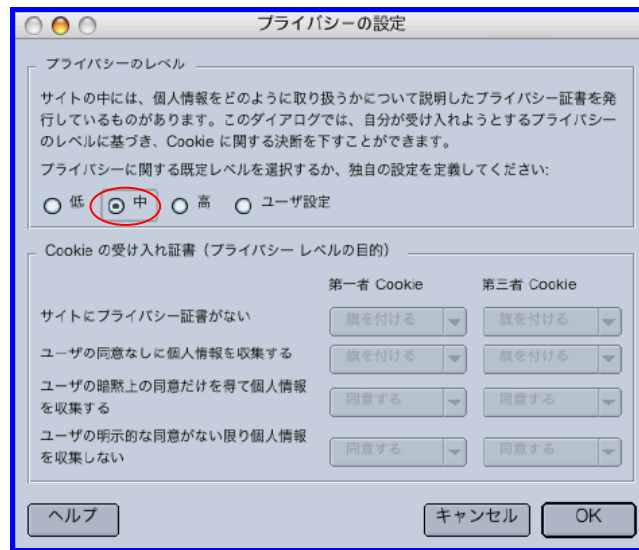 プライバシーの設定
プライバシーのレベル
サイトの中には、個人情報をどのように取り扱うかについて説明したプライバシー証書を発
行しているものがあります。このダイアログでは、自分が受け入れようとするプライバシー
のレベルに基づき、Cookie に関する決断を下すことができます。
プライバシーに関する既定レベルを選択するか、独自の設定を定義してください:
低 中 高 ユーザ設定
Cookie の受け入れ証書（プライバシー レベルの目的）
第一者 Cookie 第三者 Cookie
サイトにプライバシー証書がない 旗を付ける 旗を付ける
ユーザの同意なしに個人情報を収集する 旗を付ける 旗を付ける
ユーザの暗黙上の同意だけを得て個人情報
を収集する 同意する 同意する
ユーザの明示的な同意がない限り個人情報
を収集しない 同意する 同意する
ヘルプ キャンセル OK